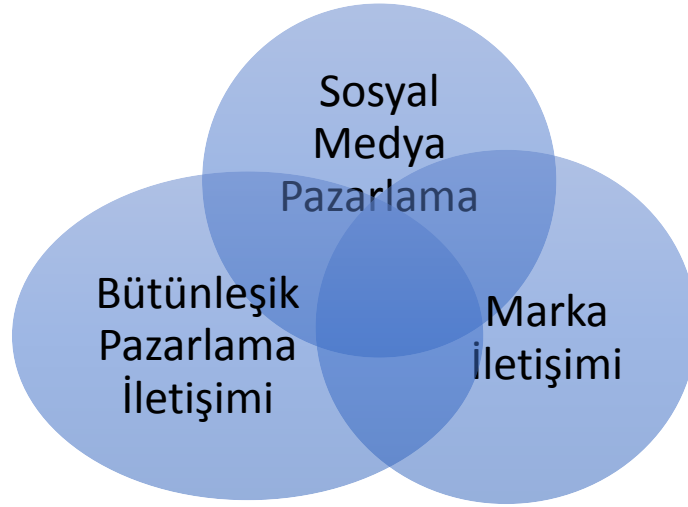 Sosyal
Medya
Pazarlama
Bütünleşik
Pazarlama
İletişimi
Marka
İletişimi